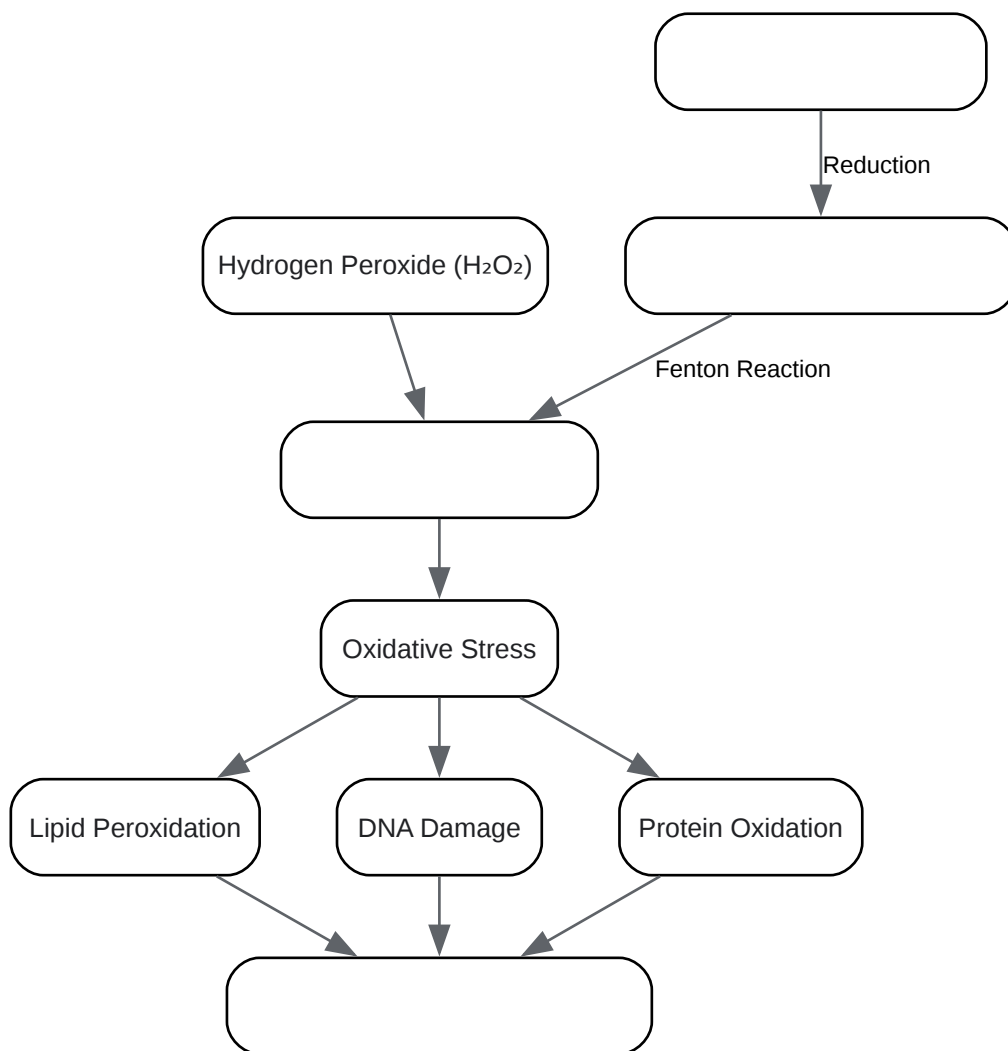 Reduction
Hydrogen Peroxide (H₂O₂)
Fenton Reaction
Oxidative Stress
Lipid Peroxidation
DNA Damage
Protein Oxidation